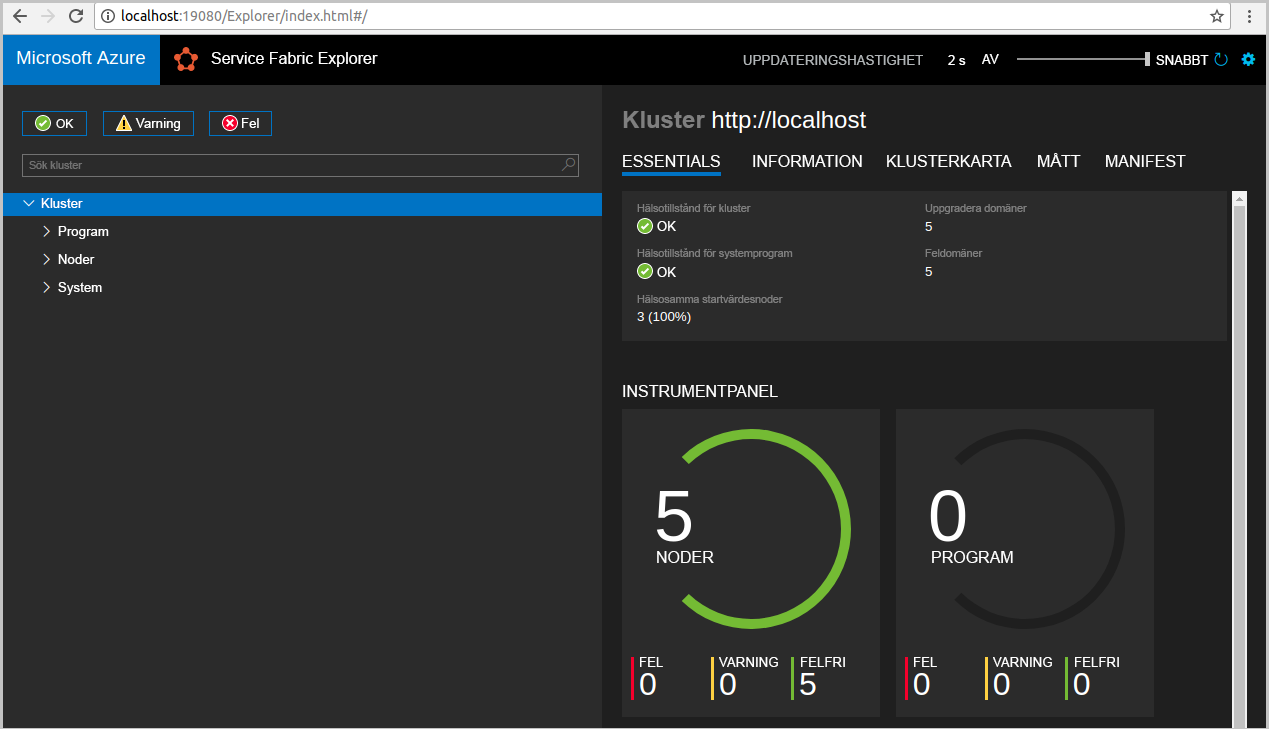 localhost:19080/Explorer/index.html#/
Microsoft Azure
Service Fabric Explorer
UPPDATERINGSHASTIGHET 2 s AV SNABBT
OK Varning Fel
Sök kluster
Kluster
Program
Noder
System
Kluster http://localhost
ESSENTIALS INFORMATION KLUSTERKARTA MÅTT MANIFEST
Hälsotillstånd för kluster
OK
Uppgradera domäner
5
Hälsotillstånd för systemprogram
OK
Feldomäner
5
Hälsosamma startvärdesnoder
3 (100%)
INSTRUMENTPANEL
5
NODER
FEL
0
VARNING
0
FELFRI
5
0
PROGRAM
FEL
0
VARNING
0
FELFRI
0